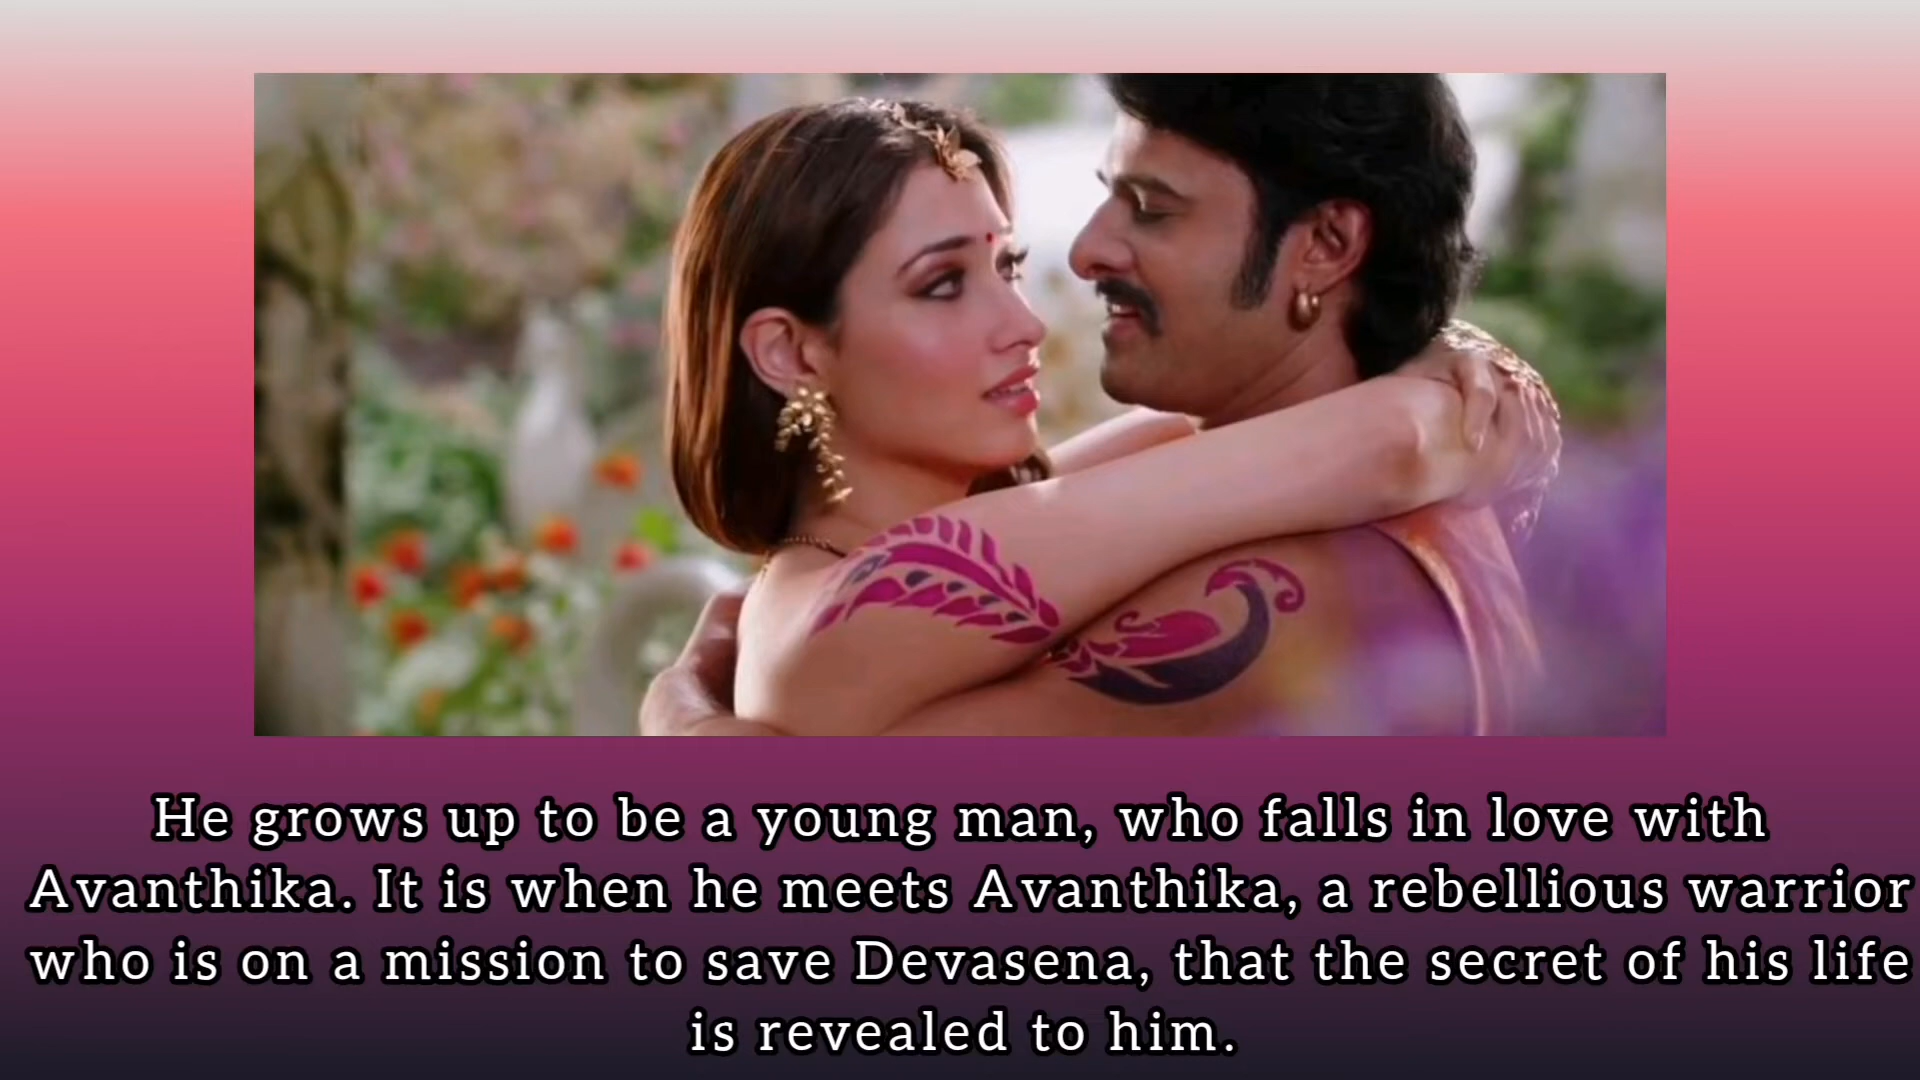 He grows up to be a young man, who falls in love with
Avanthika. It is when he meets Avanthika, a rebellious warrior
who is on a mission to save Devasena, that the secret of his life
is revealed to him.